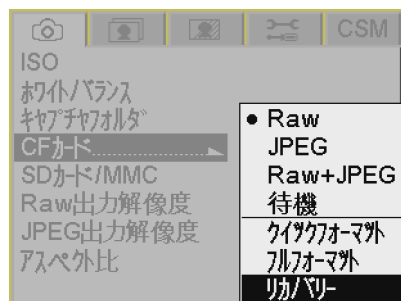 CSM
ISO
ﾎﾜｲﾄﾊﾞﾗﾝｽ
ｷｬﾌﾟﾁｬﾌｫﾙﾀﾞ
CFｶｰﾄﾞ
SDｶｰﾄﾞ/MMC
Raw出力解像度
JPEG出力解像度
ｱｽﾍﾟｸﾄ比
Raw
JPEG
Raw+JPEG
待機
ｸｲｯｸﾌｫｰﾏｯﾄ
ﾌﾙﾌｫｰﾏｯﾄ
ﾘｶﾊﾞﾘｰ